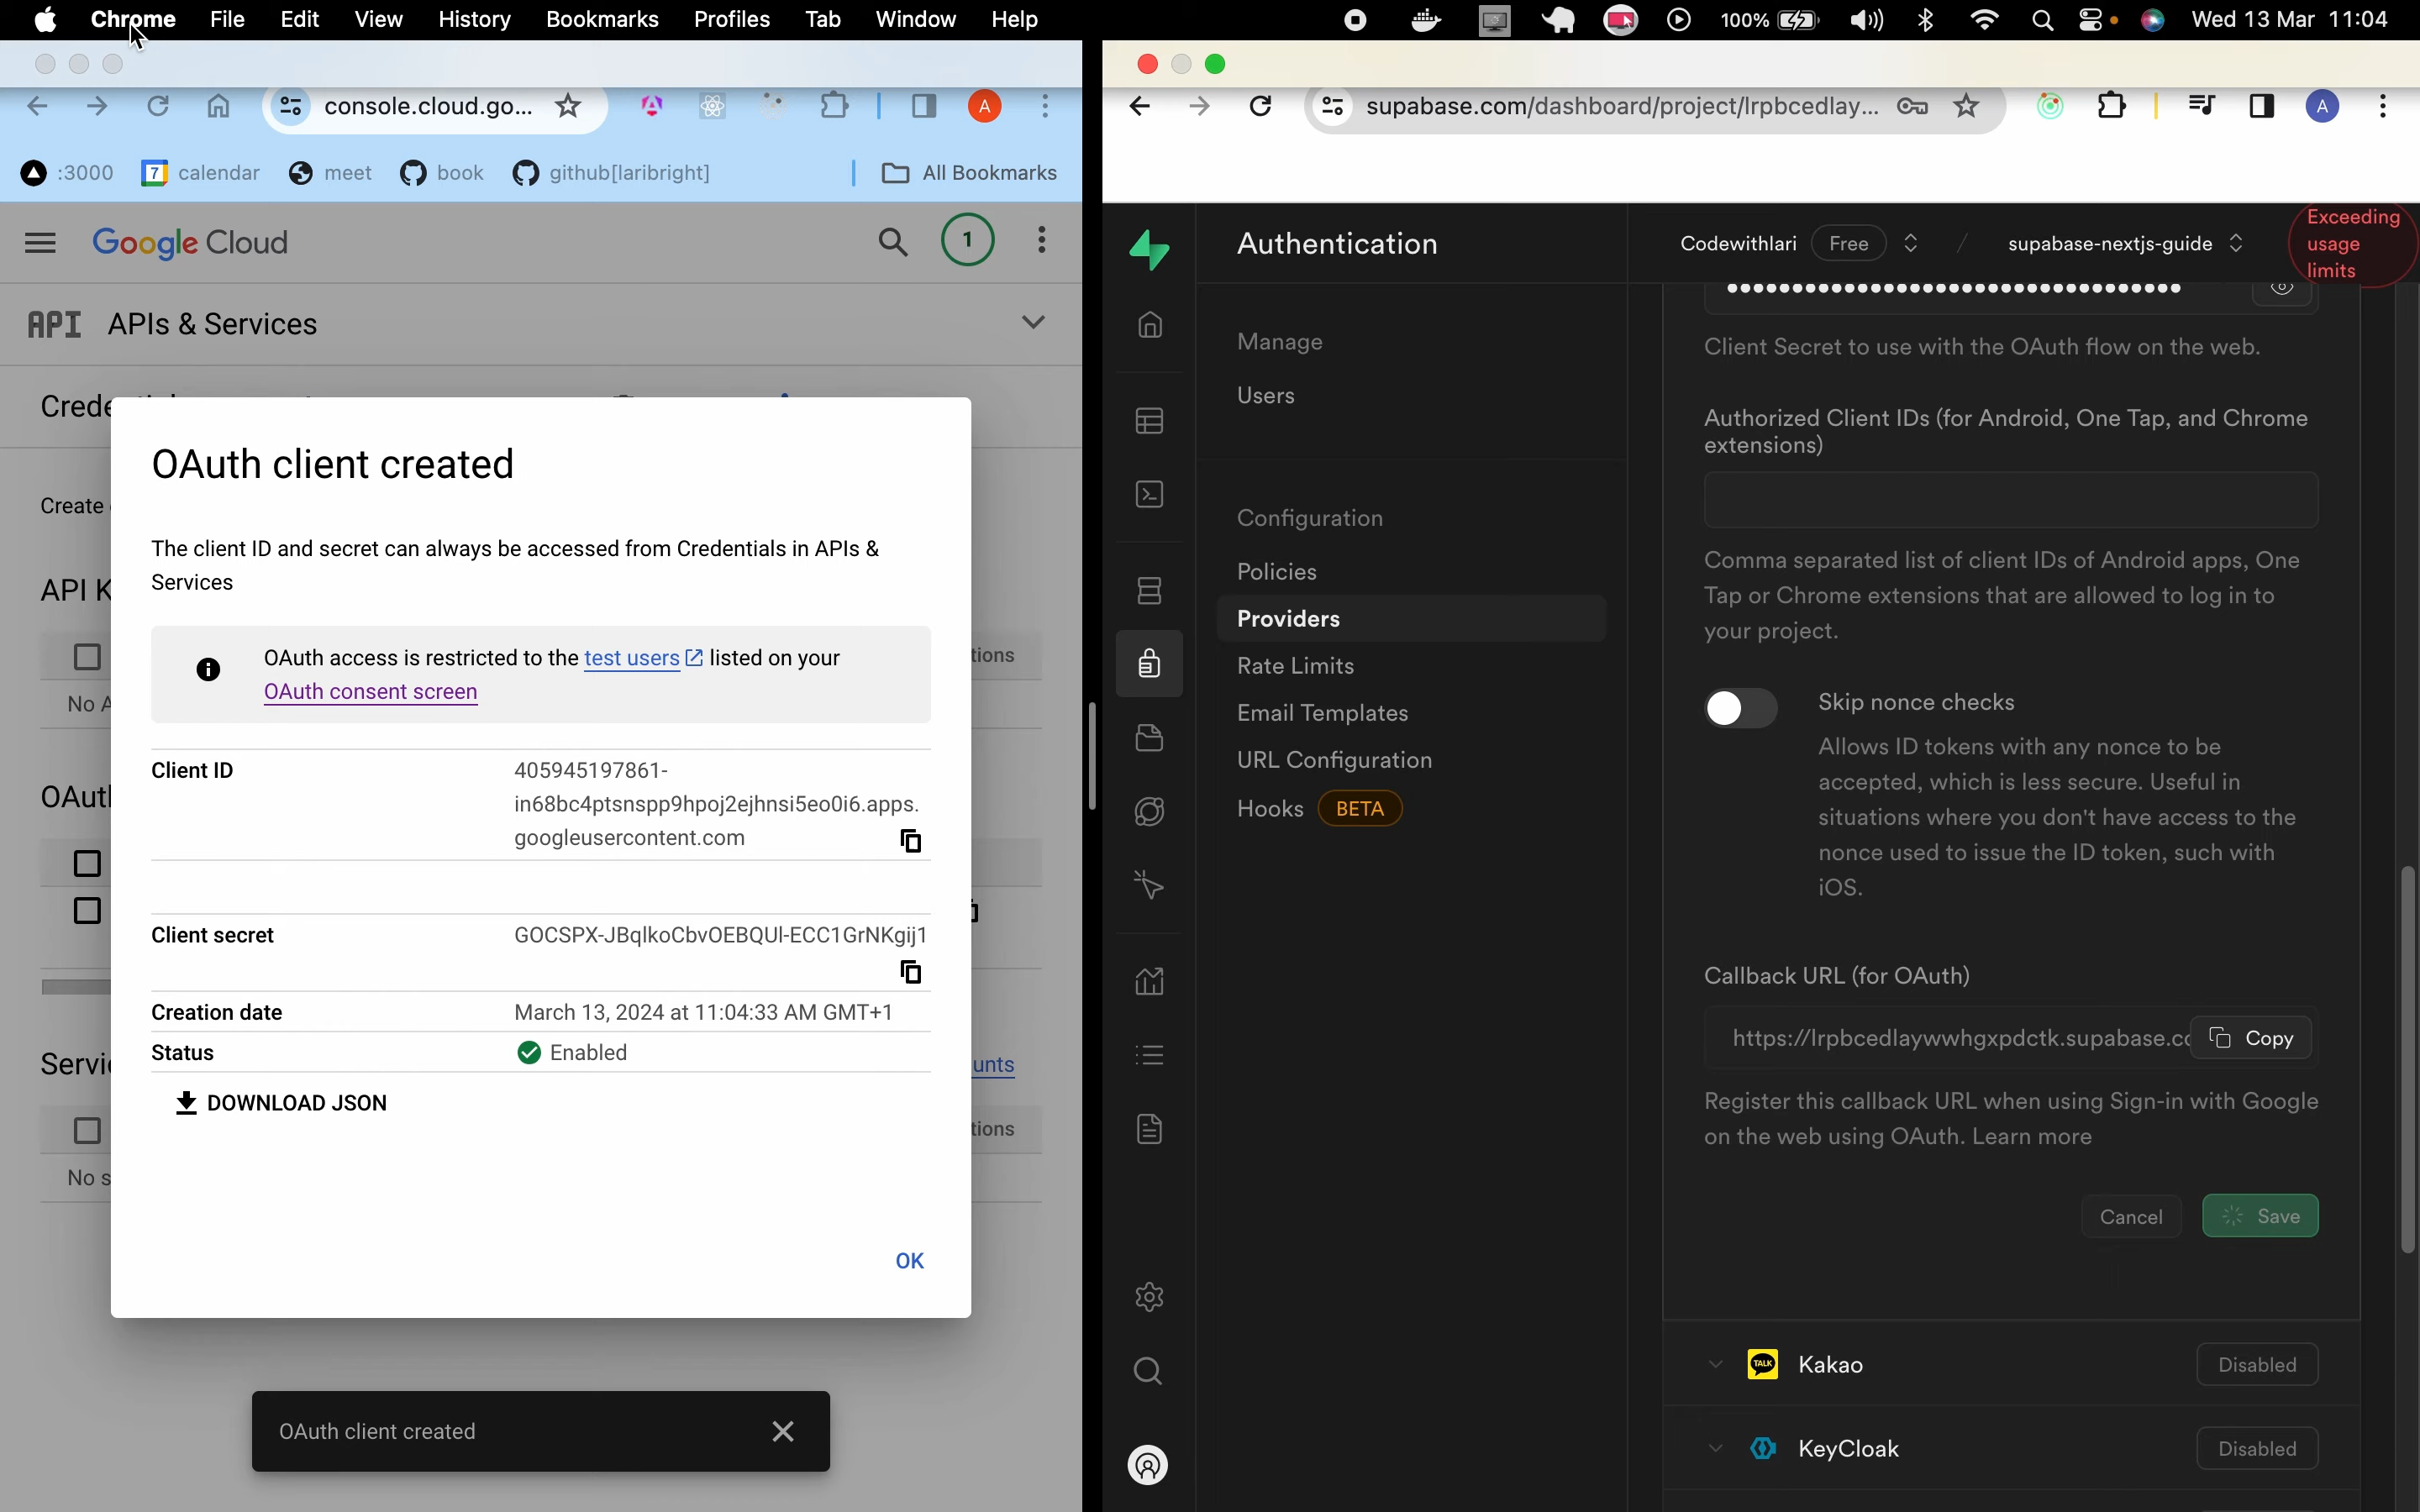 Chrome File Edit View History Bookmarks Profiles Tab Window Help 100% Wed 13 Mar 11:04
console.cloud.go...
:3000 calendar meet book github[laribright] All Bookmarks
Google Cloud 1
API APIs & Services
Create
API K
No A
OAuth client created
The client ID and secret can always be accessed from Credentials in APIs &
Services
OAuth access is restricted to the test users listed on your
OAuth consent screen
Client ID 405945197861-
in68bc4ptsnspp9hpoj2ejhnsi5eo0i6.apps.
googleusercontent.com
Client secret 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
Creation date March 13, 2024 at 11:04:33 AM GMT+1
Status Enabled
DOWNLOAD JSON
OK
tions
unts
tions
No s
OAuth client created
supabase.com/dashboard/project/lrpbcedlay...
A
A
Authentication
Codewithlari Free / supabase-nextjs-guide
Exceeding
usage
limits
Manage
Users
Configuration
Policies
Providers
Rate Limits
Email Templates
URL Configuration
Hooks BETA
Client Secret to use with the OAuth flow on the web.
Authorized Client IDs (for Android, One Tap, and Chrome
extensions)
Comma separated list of client IDs of Android apps, One
Tap or Chrome extensions that are allowed to log in to
your project.
Skip nonce checks
Allows ID tokens with any nonce to be
accepted, which is less secure. Useful in
situations where you don't have access to the
nonce used to issue the ID token, such with
iOS.
Callback URL (for OAuth)
https://lrpbcedlaywwhgxpdctk.supabase.co Copy
Register this callback URL when using Sign-in with Google
on the web using OAuth. Learn more
Cancel Save
TALK Kakao Disabled
KeyCloak Disabled